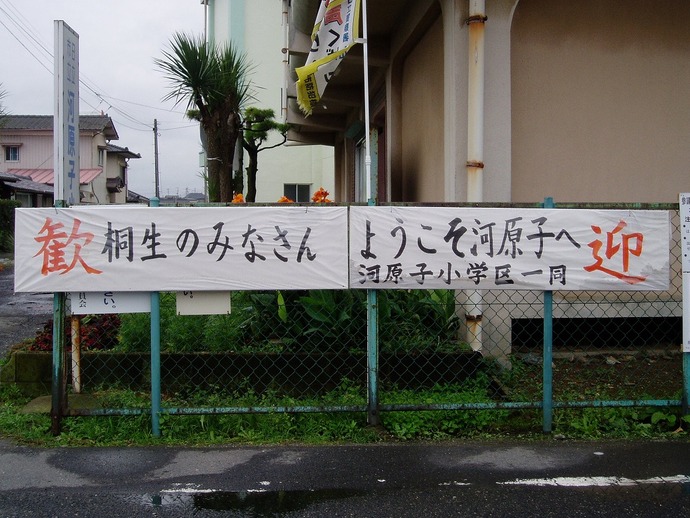 歓 桐生のみなさん ようこそ河原子へ 迎
河原子小学区一同